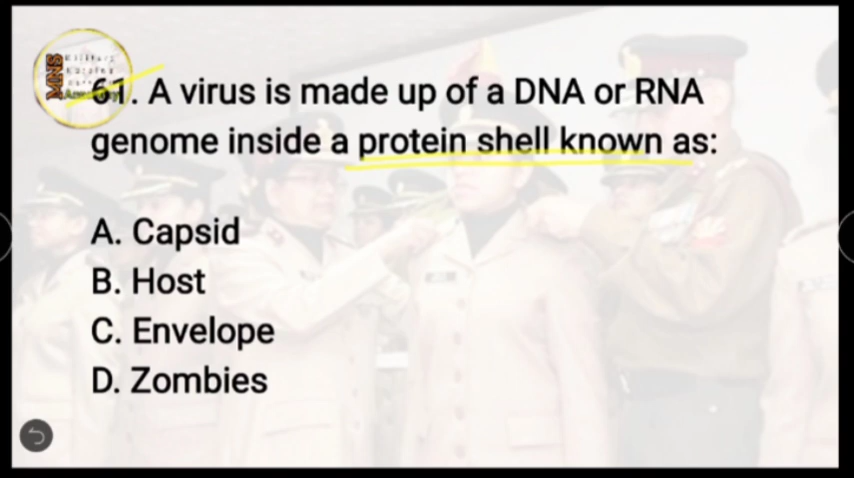 MNS
61. A virus is made up of a DNA or RNA
genome inside a protein shell known as:
A. Capsid
B. Host
C. Envelope
D. Zombies